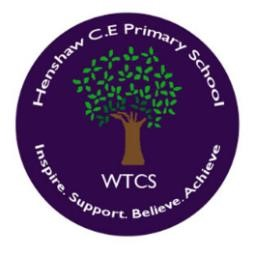 Henshaw C.E Primary School
WTCS
Inspire. Support. Believe. Achieve